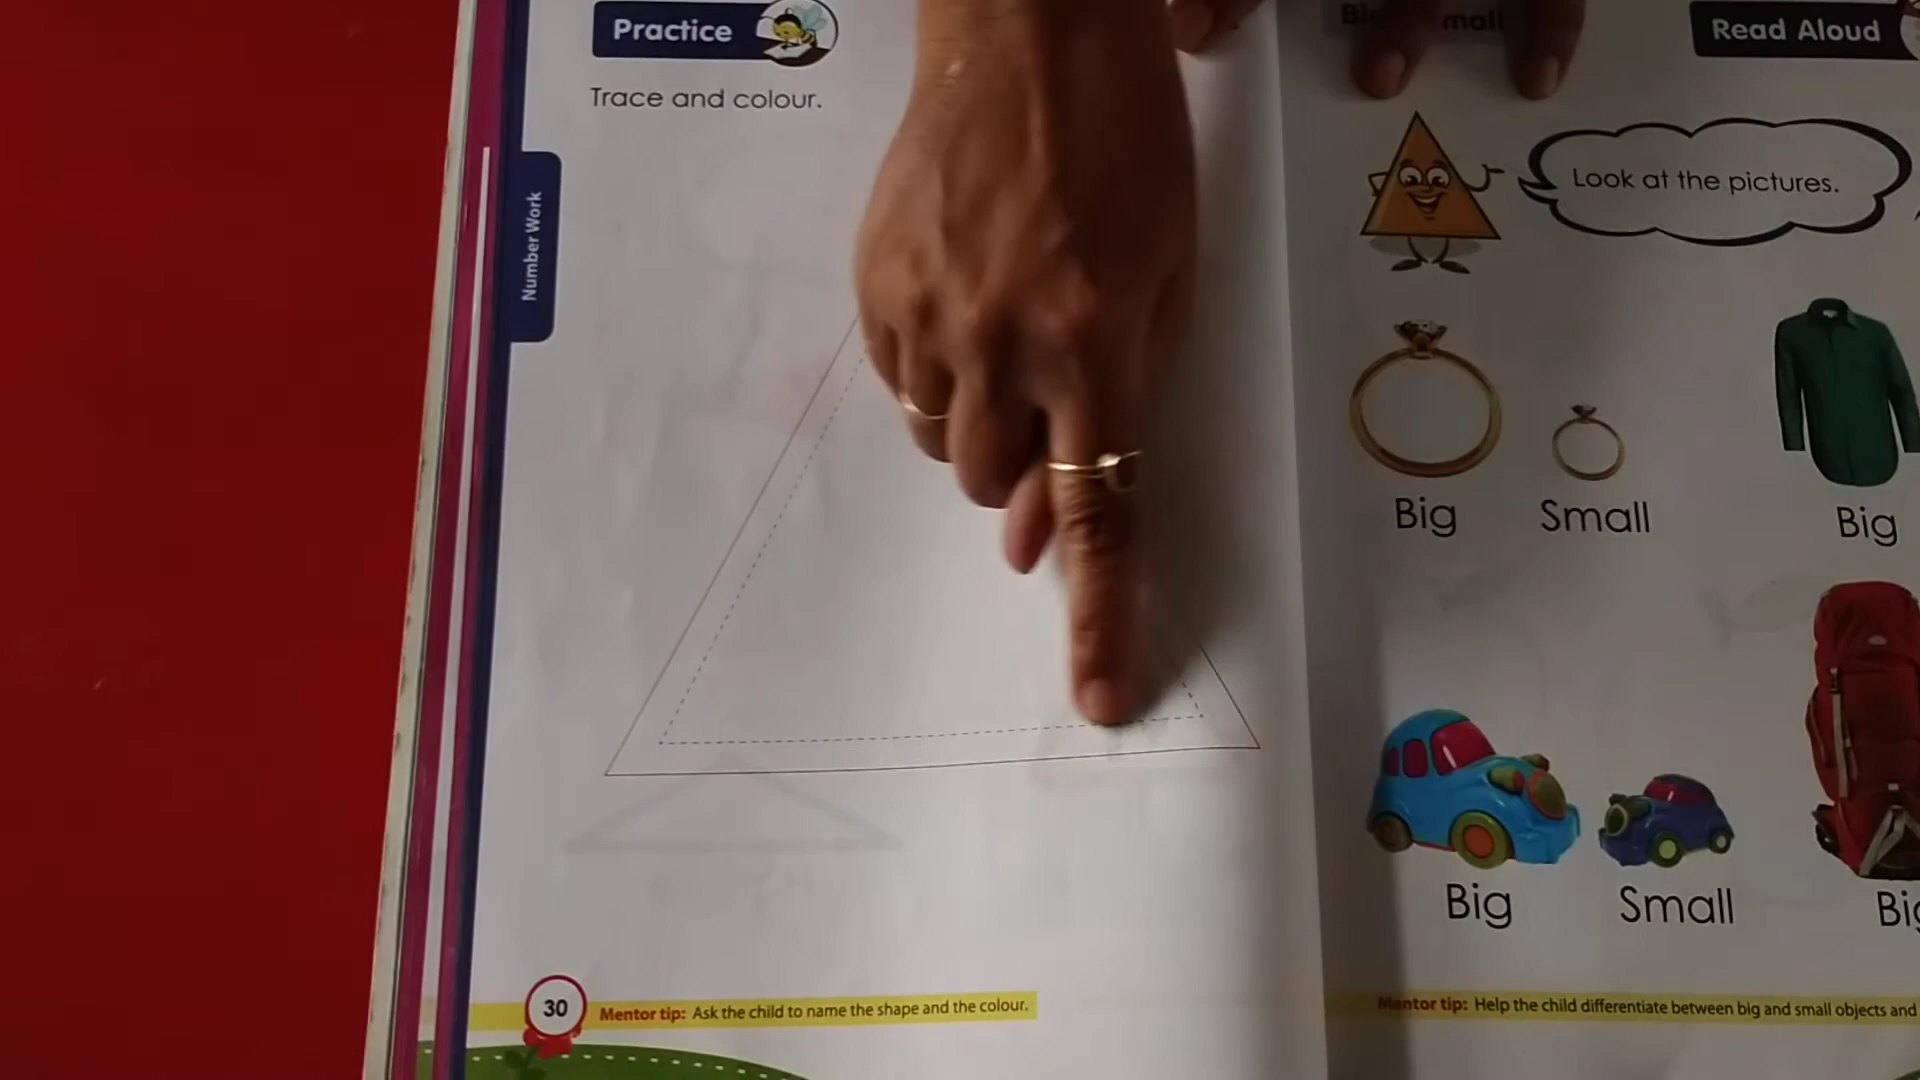 Practice
Trace and colour.
Number Work
30
Mentor tip: Ask the child to name the shape and the colour.
Read Aloud
Look at the pictures.
Big Small Big
Big Small
Mentor tip: Help the child differentiate between big and small objects and